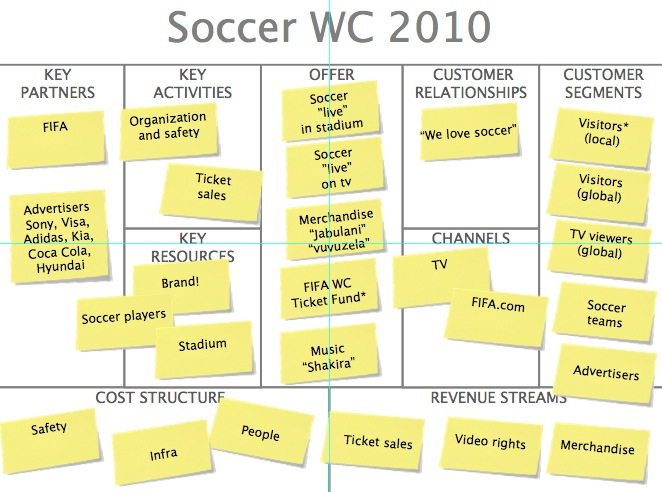 Soccer WC 2010
KEY
PARTNERS
FIFA
Advertisers
Sony, Visa,
Adidas, Kia,
Coca Cola,
Hyundai
KEY
ACTIVITIES
Organization
and safety
Ticket
sales
KEY
RESOURCES
Brand!
Soccer players
Stadium
OFFER
Soccer
"live"
in stadium
Soccer
"live"
on tv
Merchandise
"Jabulani"
"vuvuzela"
FIFA WC
Ticket Fund*
Music
"Shakira"
CUSTOMER
RELATIONSHIPS
"We love soccer"
CHANNELS
TV
FIFA.com
CUSTOMER
SEGMENTS
Visitors*
(local)
Visitors
(global)
TV viewers
(global)
Soccer
teams
Advertisers
COST STRUCTURE
Safety
Infra
People
REVENUE STREAMS
Ticket sales
Video rights
Merchandise